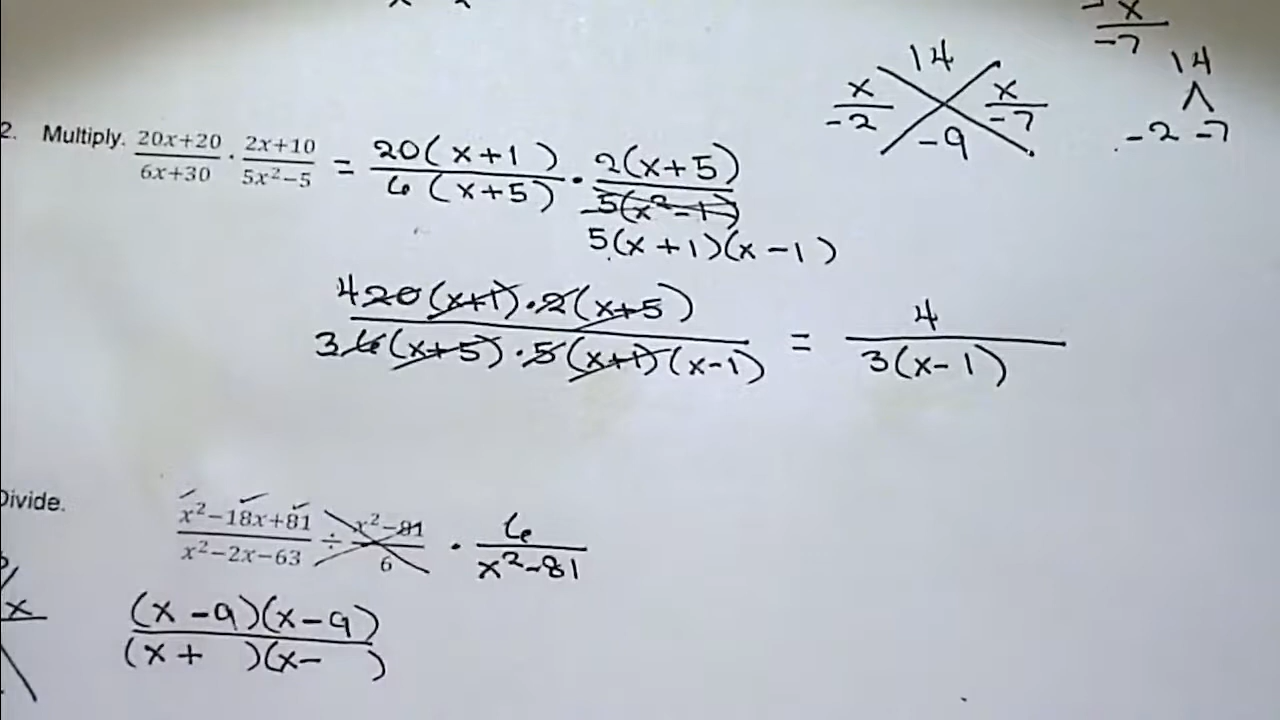 x
-7
14
-2 -7
14
x/-2 x/-7
-9
2. Multiply. (20x+20)/(6x+30) · (2x+10)/(5x²-5) = 20(x+1)/6(x+5) · 2(x+5)/5(x²-1)
5(x+1)(x-1)
4 20(x+1)·2(x+5) / 3 6(x+5)·5(x+1)(x-1) = 4/3(x-1)
Divide. (x²-18x+81)/(x²-2x-63) ÷ (x²-81)/6 · 6/(x²-81)
x
(x-9)(x-9)
(x+ )(x- )